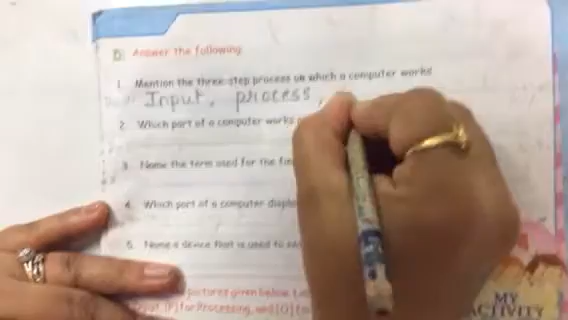 D. Answer the following
1. Mention the three step process on which a computer works
Input, process,
2. Which part of a computer works
3. Name the term used for the
4. Which part of a computer
5. Name a device that is used to
pictures given below.
[P] for Processing, and [O]
MY
ACTIVITY